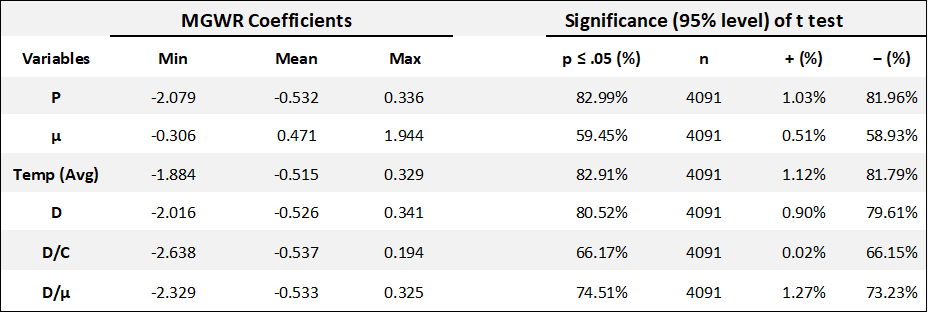 MGWR Coefficients Significance (95% level) of t test
Variables Min Mean Max p ≤ .05 (%) n + (%) – (%)
P -2.079 -0.532 0.336 82.99% 4091 1.03% 81.96%
μ -0.306 0.471 1.944 59.45% 4091 0.51% 58.93%
Temp (Avg) -1.884 -0.515 0.329 82.91% 4091 1.12% 81.79%
D -2.016 -0.526 0.341 80.52% 4091 0.90% 79.61%
D/C -2.638 -0.537 0.194 66.17% 4091 0.02% 66.15%
D/μ -2.329 -0.533 0.325 74.51% 4091 1.27% 73.23%